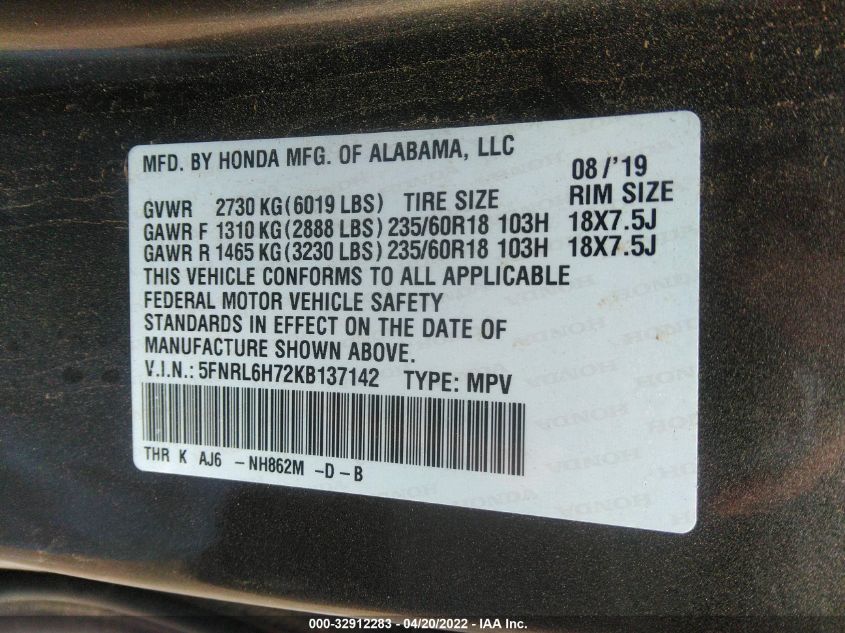 MFD. BY HONDA MFG. OF ALABAMA, LLC 08/'19
GVWR 2730 KG(6019 LBS) TIRE SIZE RIM SIZE
GAWR F 1310 KG(2888 LBS) 235/60R18 103H 18X7.5J
GAWR R 1465 KG(3230 LBS) 235/60R18 103H 18X7.5J
THIS VEHICLE CONFORMS TO ALL APPLICABLE
FEDERAL MOTOR VEHICLE SAFETY
STANDARDS IN EFFECT ON THE DATE OF
MANUFACTURE SHOWN ABOVE.
V.I.N.: 5FNRL6H72KB137142 TYPE: MPV
THR K AJ6 -NH862M -D-B
000-32912283 - 04/20/2022 - IAA Inc.